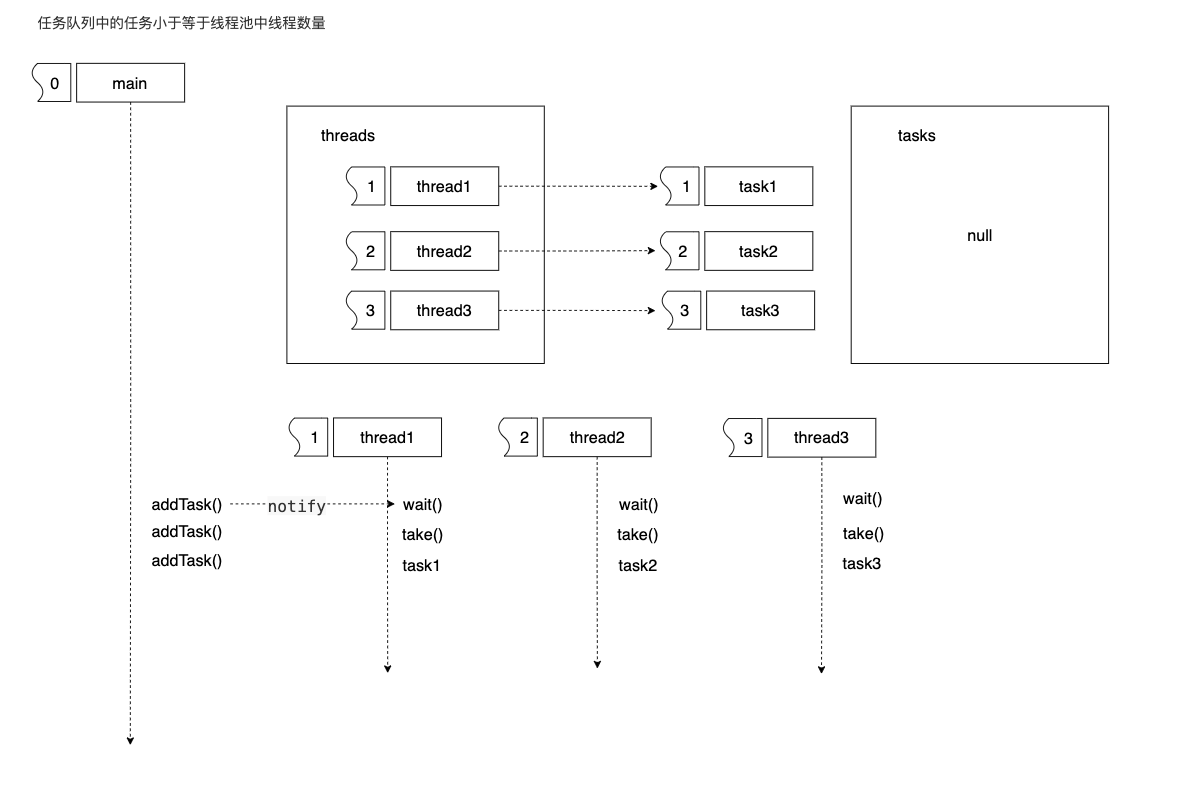 任务队列中的任务小于等于线程池中线程数量
0 main
threads
tasks
1 thread1
1 task1
2 thread2
2 task2
null
3 thread3
3 task3
1 thread1
2 thread2
3 thread3
addTask() notify wait()
wait()
wait()
addTask()
take()
take()
take()
addTask()
task1
task2
task3